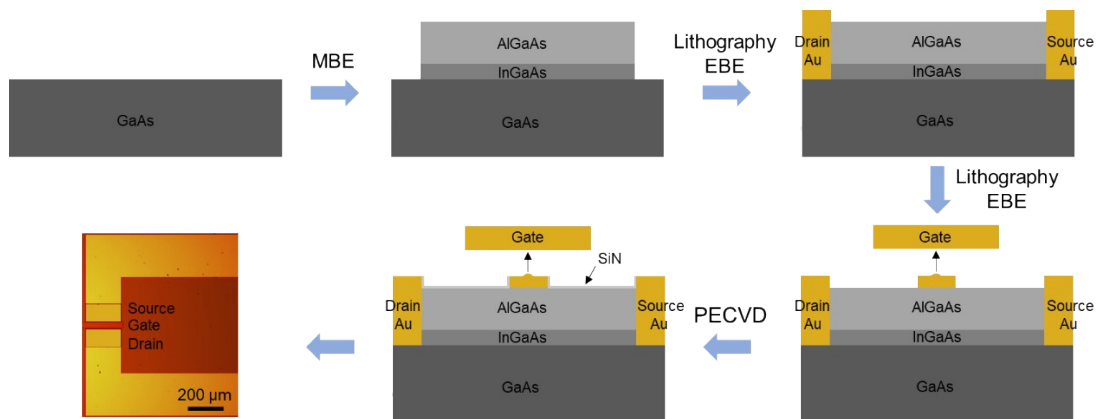 GaAs
MBE
AlGaAs
InGaAs
GaAs
Lithography
EBE
Drain
Au
AlGaAs
InGaAs
Source
Au
GaAs
Lithography
EBE
Gate
Drain
Au
AlGaAs
InGaAs
Source
Au
GaAs
PECVD
Gate
SiN
Drain
Au
AlGaAs
InGaAs
Source
Au
GaAs
Source
Gate
Drain
200 µm